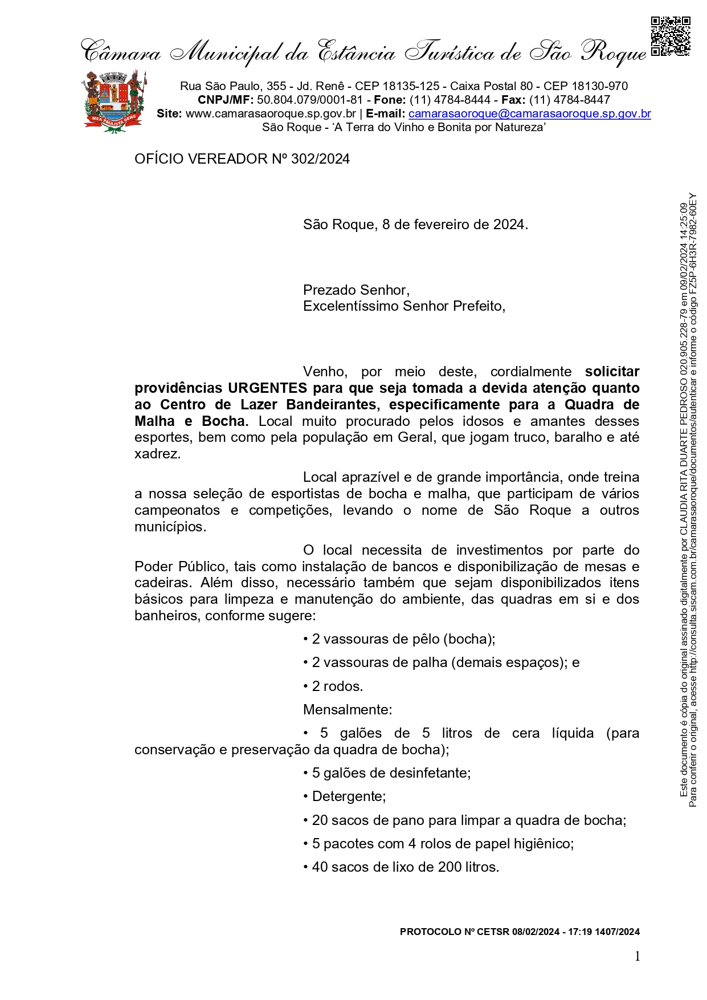 Câmara Municipal da Estância Turística de São Roque
Rua São Paulo, 355 - Jd. Renê - CEP 18135-125 - Caixa Postal 80 - CEP 18130-970
CNPJ/MF: 50.804.079/0001-81 - Fone: (11) 4784-8444 - Fax: (11) 4784-8447
Site: www.camarasaoroque.sp.gov.br | E-mail: camarasaoroque@camarasaoroque.sp.gov.br
São Roque - ‘A Terra do Vinho e Bonita por Natureza’
MEA PAULISTA GENS
OFÍCIO VEREADOR Nº 302/2024
São Roque, 8 de fevereiro de 2024.
Prezado Senhor,
Excelentíssimo Senhor Prefeito,
Venho, por meio deste, cordialmente solicitar
providências URGENTES para que seja tomada a devida atenção quanto
ao Centro de Lazer Bandeirantes, especificamente para a Quadra de
Malha e Bocha. Local muito procurado pelos idosos e amantes desses
esportes, bem como pela população em Geral, que jogam truco, baralho e até
xadrez.
Local aprazível e de grande importância, onde treina
a nossa seleção de esportistas de bocha e malha, que participam de vários
campeonatos e competições, levando o nome de São Roque a outros
municípios.
O local necessita de investimentos por parte do
Poder Público, tais como instalação de bancos e disponibilização de mesas e
cadeiras. Além disso, necessário também que sejam disponibilizados itens
básicos para limpeza e manutenção do ambiente, das quadras em si e dos
banheiros, conforme sugere:
• 2 vassouras de pêlo (bocha);
• 2 vassouras de palha (demais espaços); e
• 2 rodos.
Mensalmente:
• 5 galões de 5 litros de cera líquida (para
conservação e preservação da quadra de bocha);
• 5 galões de desinfetante;
• Detergente;
• 20 sacos de pano para limpar a quadra de bocha;
• 5 pacotes com 4 rolos de papel higiênico;
• 40 sacos de lixo de 200 litros.
PROTOCOLO Nº CETSR 08/02/2024 - 17:19 1407/2024
1
Este documento é cópia do original assinado digitalmente por CLAUDIA RITA DUARTE PEDROSO 020.905.228-79 em 09/02/2024 14:25:09
Para conferir o original, acesse http://consulta.siscam.com.br/camarasaoroque/documentos/autenticar e informe o código FZ5P-6H3R-7982-60EY